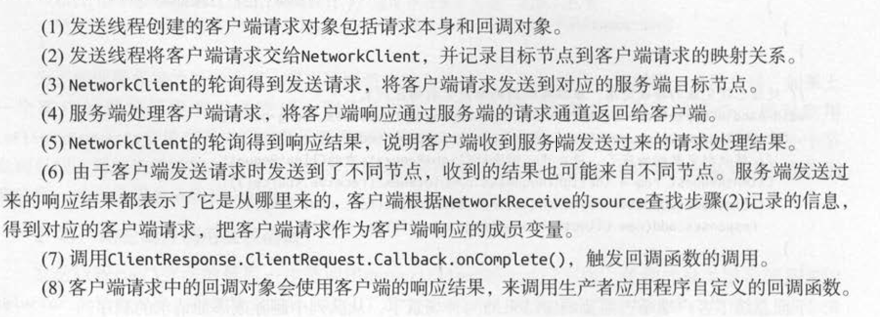 (1) 发送线程创建的客户端请求对象包括请求本身和回调对象。
(2) 发送线程将客户端请求交给NetworkClient，并记录目标节点到客户端请求的映射关系。
(3) NetworkClient的轮询得到发送请求，将客户端请求发送到对应的服务端目标节点。
(4) 服务端处理客户端请求，将客户端响应通过服务端的请求通道返回给客户端。
(5) NetworkClient的轮询得到响应结果，说明客户端收到服务端发送过来的请求处理结果。
(6) 由于客户端发送请求时发送到了不同节点，收到的结果也可能来自不同节点。服务端发送过
来的响应结果都表示了它是从哪里来的，客户端根据NetworkReceive的source查找步骤(2)记录的信息，
得到对应的客户端请求，把客户端请求作为客户端响应的成员变量。
(7) 调用ClientResponse.ClientRequest.Callback.onComplete()，触发回调函数的调用。
(8) 客户端请求中的回调对象会使用客户端的响应结果，来调用生产者应用程序自定义的回调函数。